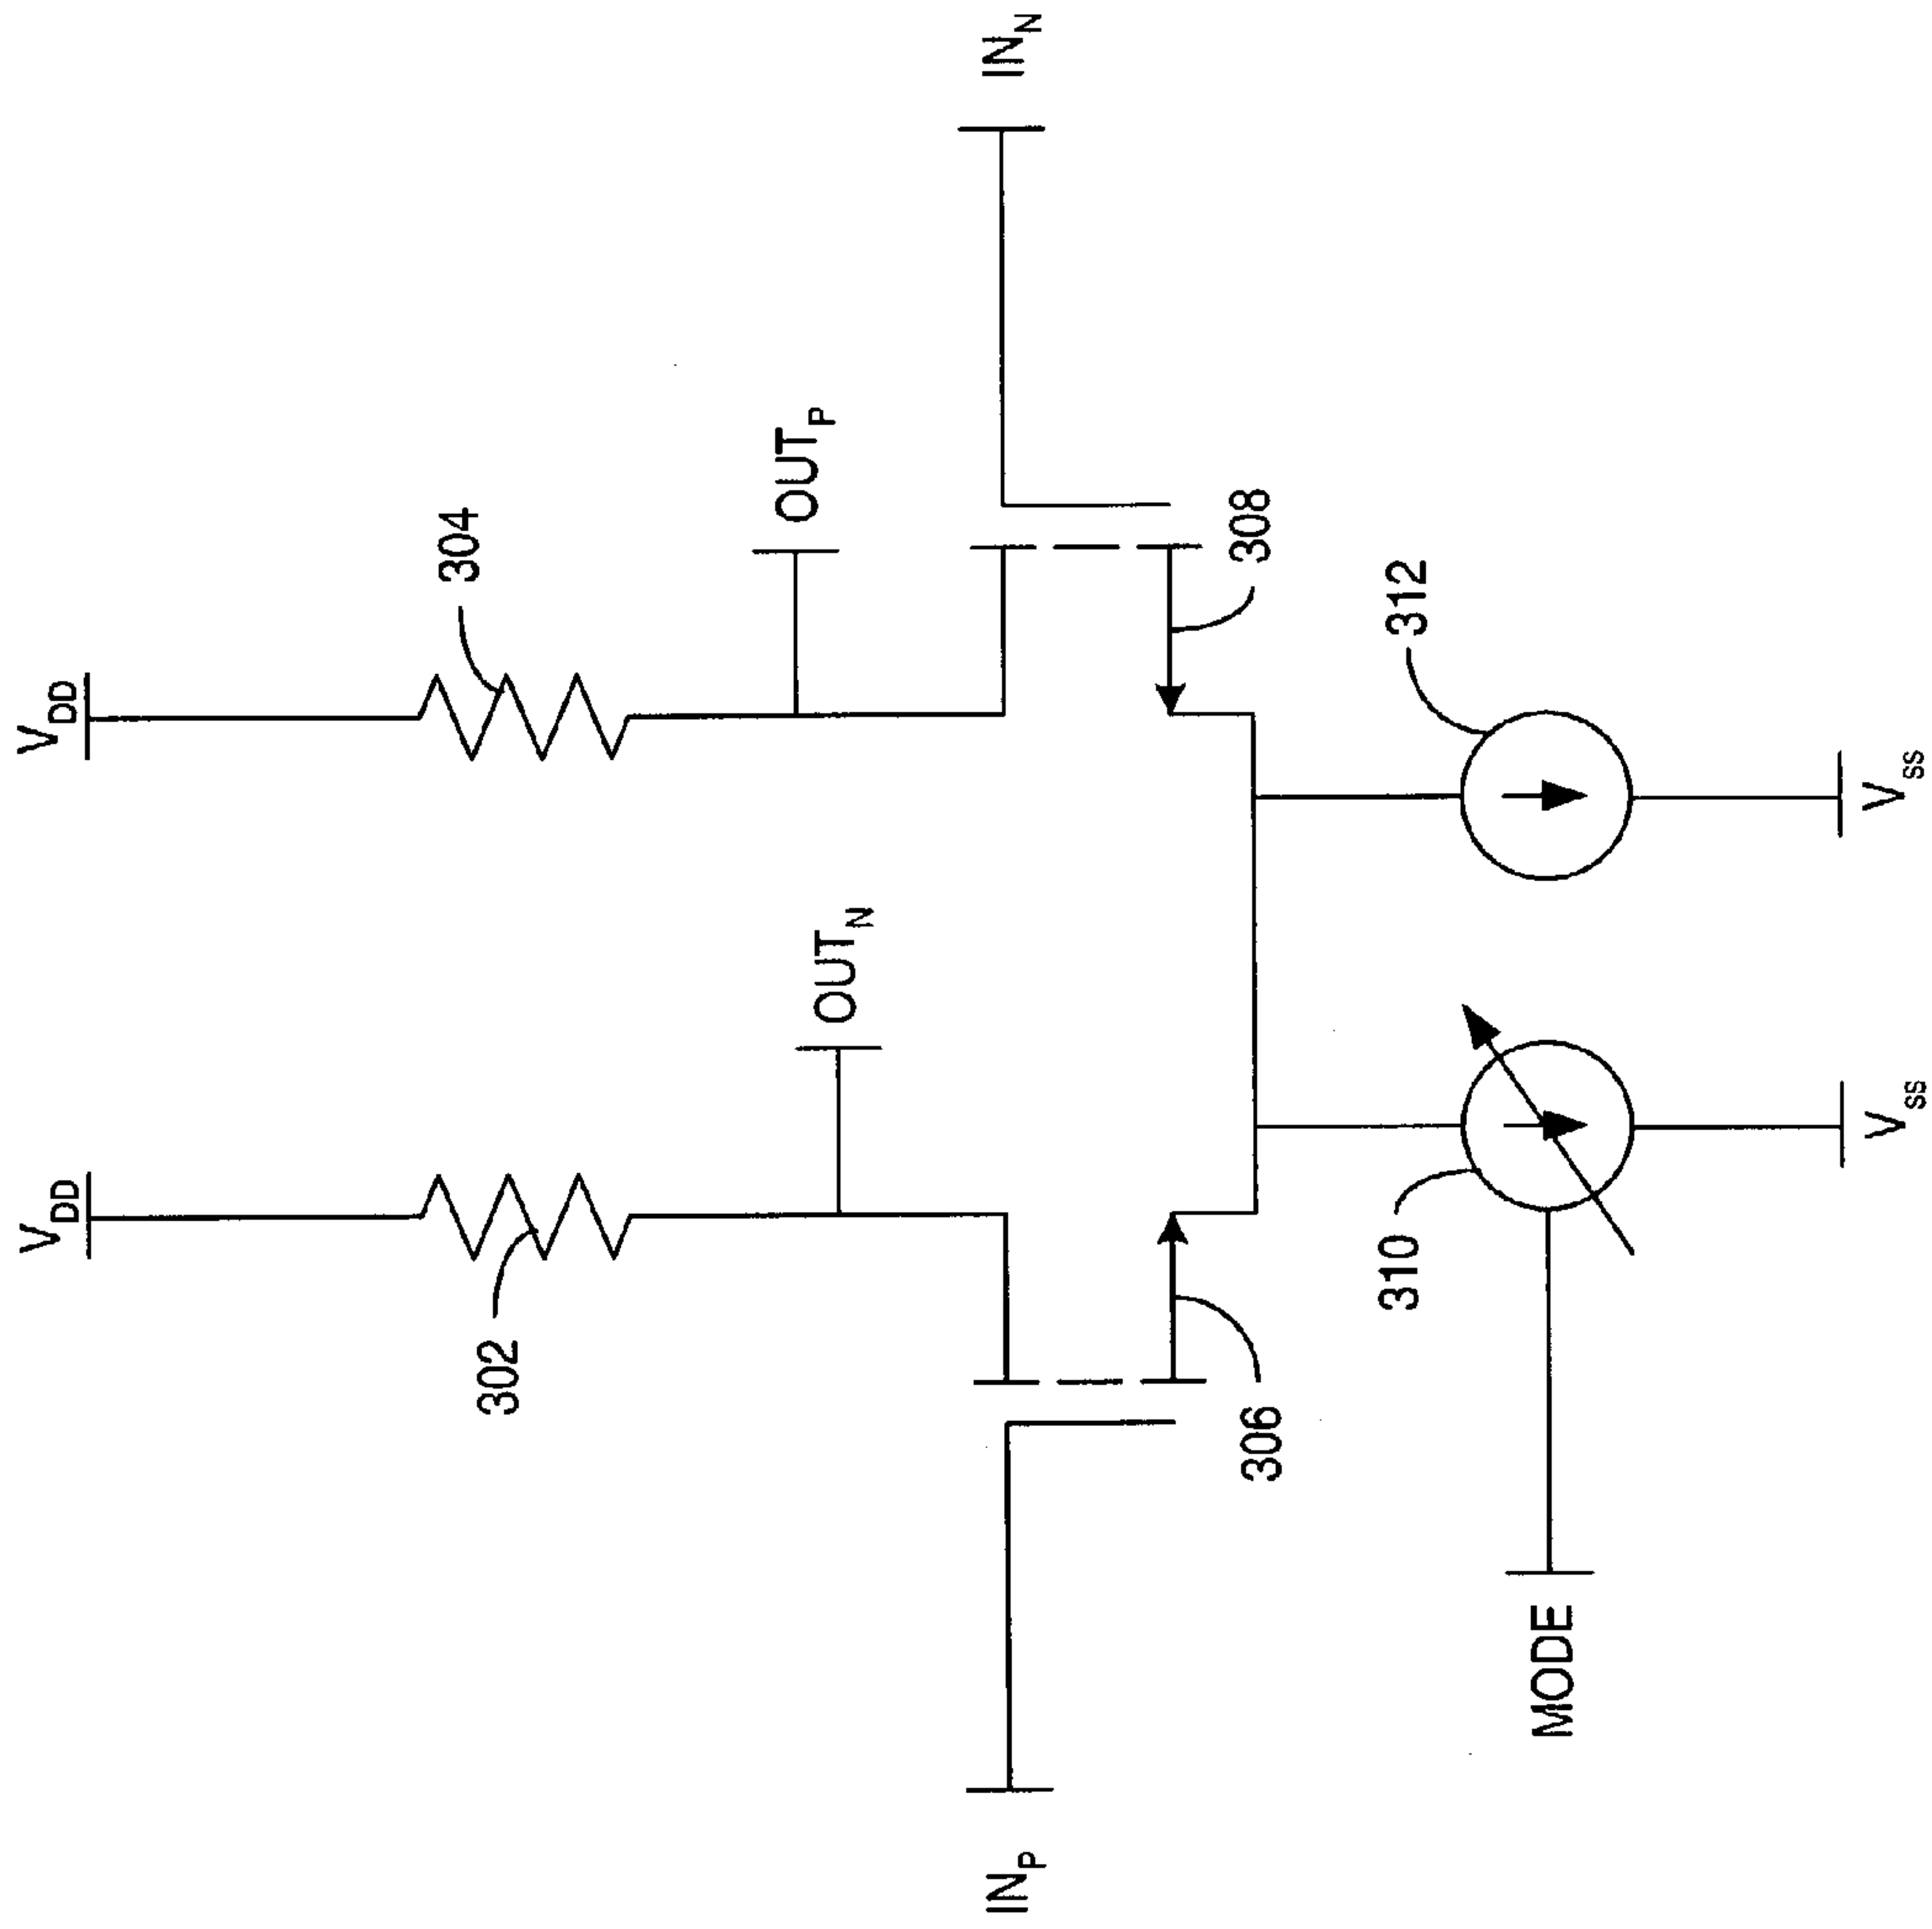 V_DD
V_DD
302
304
OUT_N
OUT_P
IN_P
IN_N
306
308
310
312
MODE
V_SS
V_SS